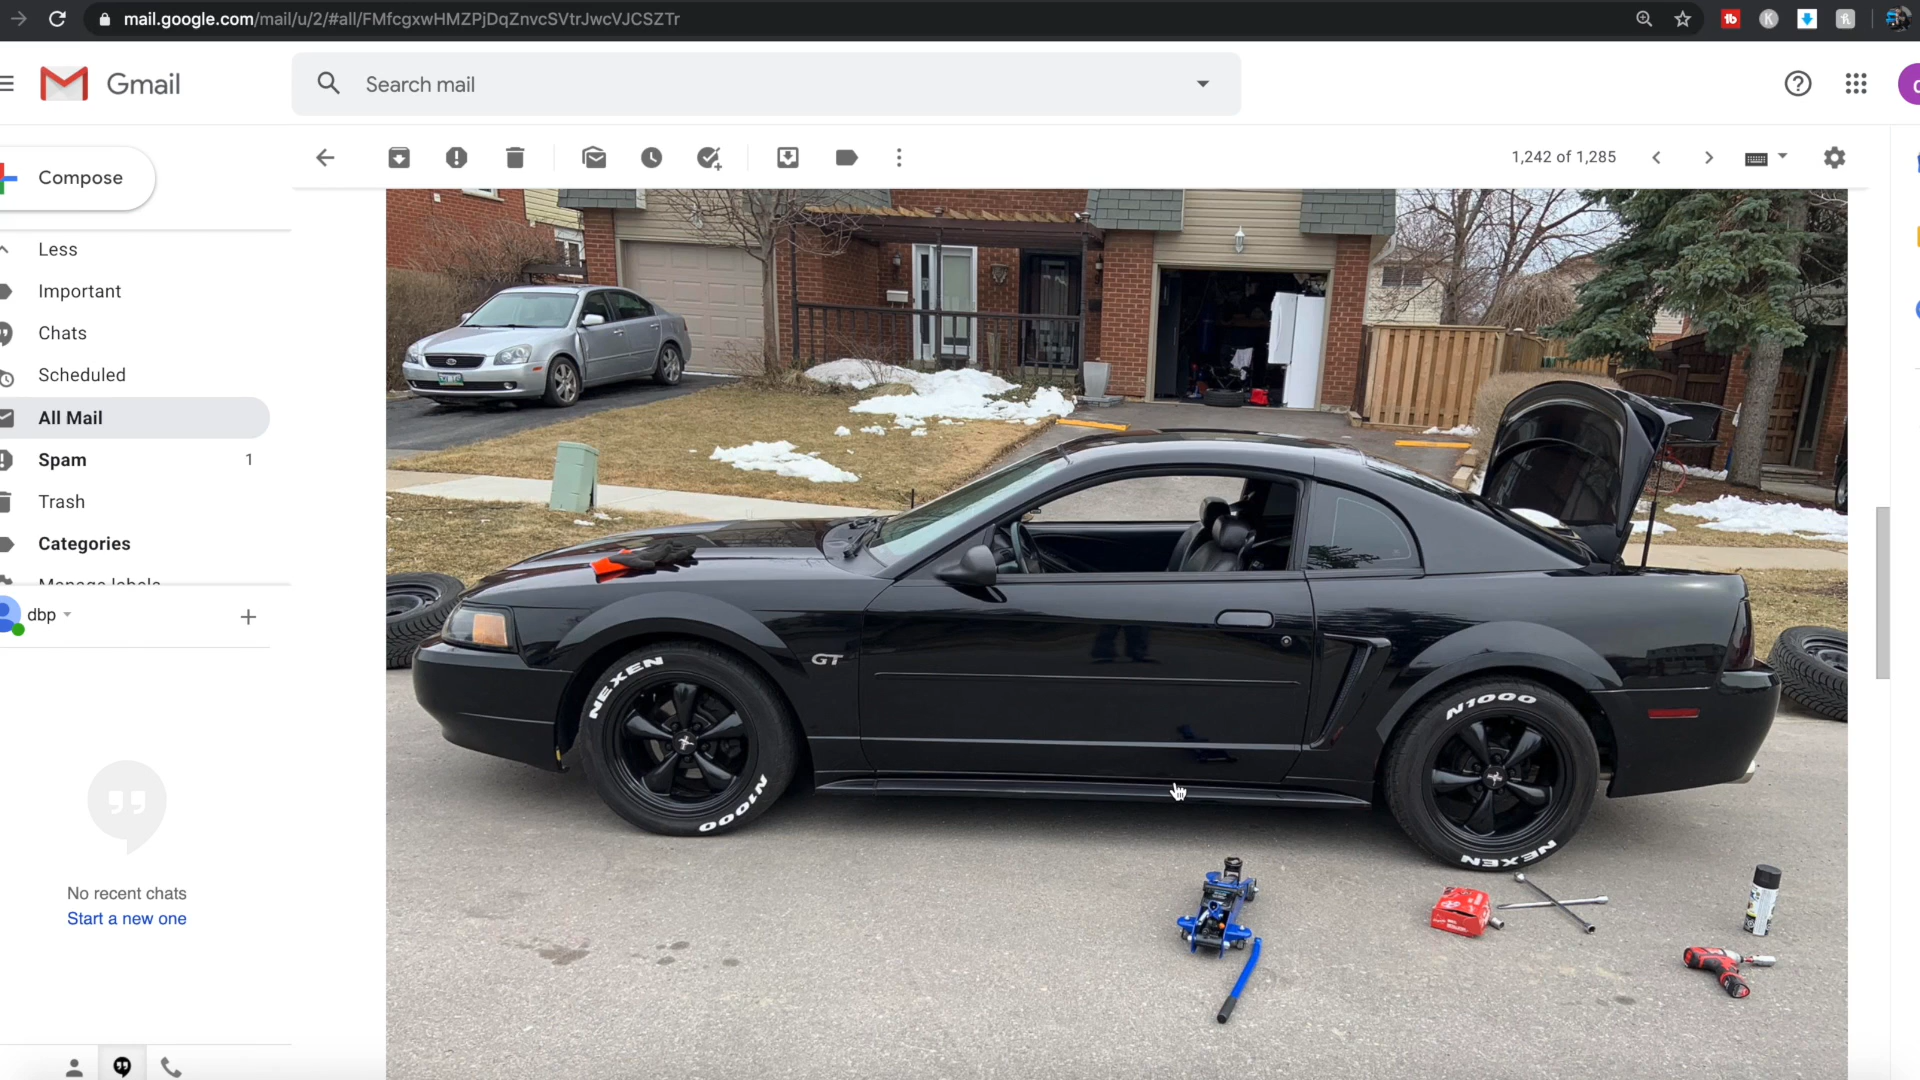 mail.google.com/mail/u/2/#all/FMfcgxwHMZPjDqZnvcSVtrJwcVJCSZTr
Gmail
Search mail
Compose
1,242 of 1,285
Less
Important
Chats
Scheduled
All Mail
Spam 1
Trash
Categories
Manage labels
dbp
No recent chats
Start a new one
GT
NEXEN
N1000
N1000
NEXEN